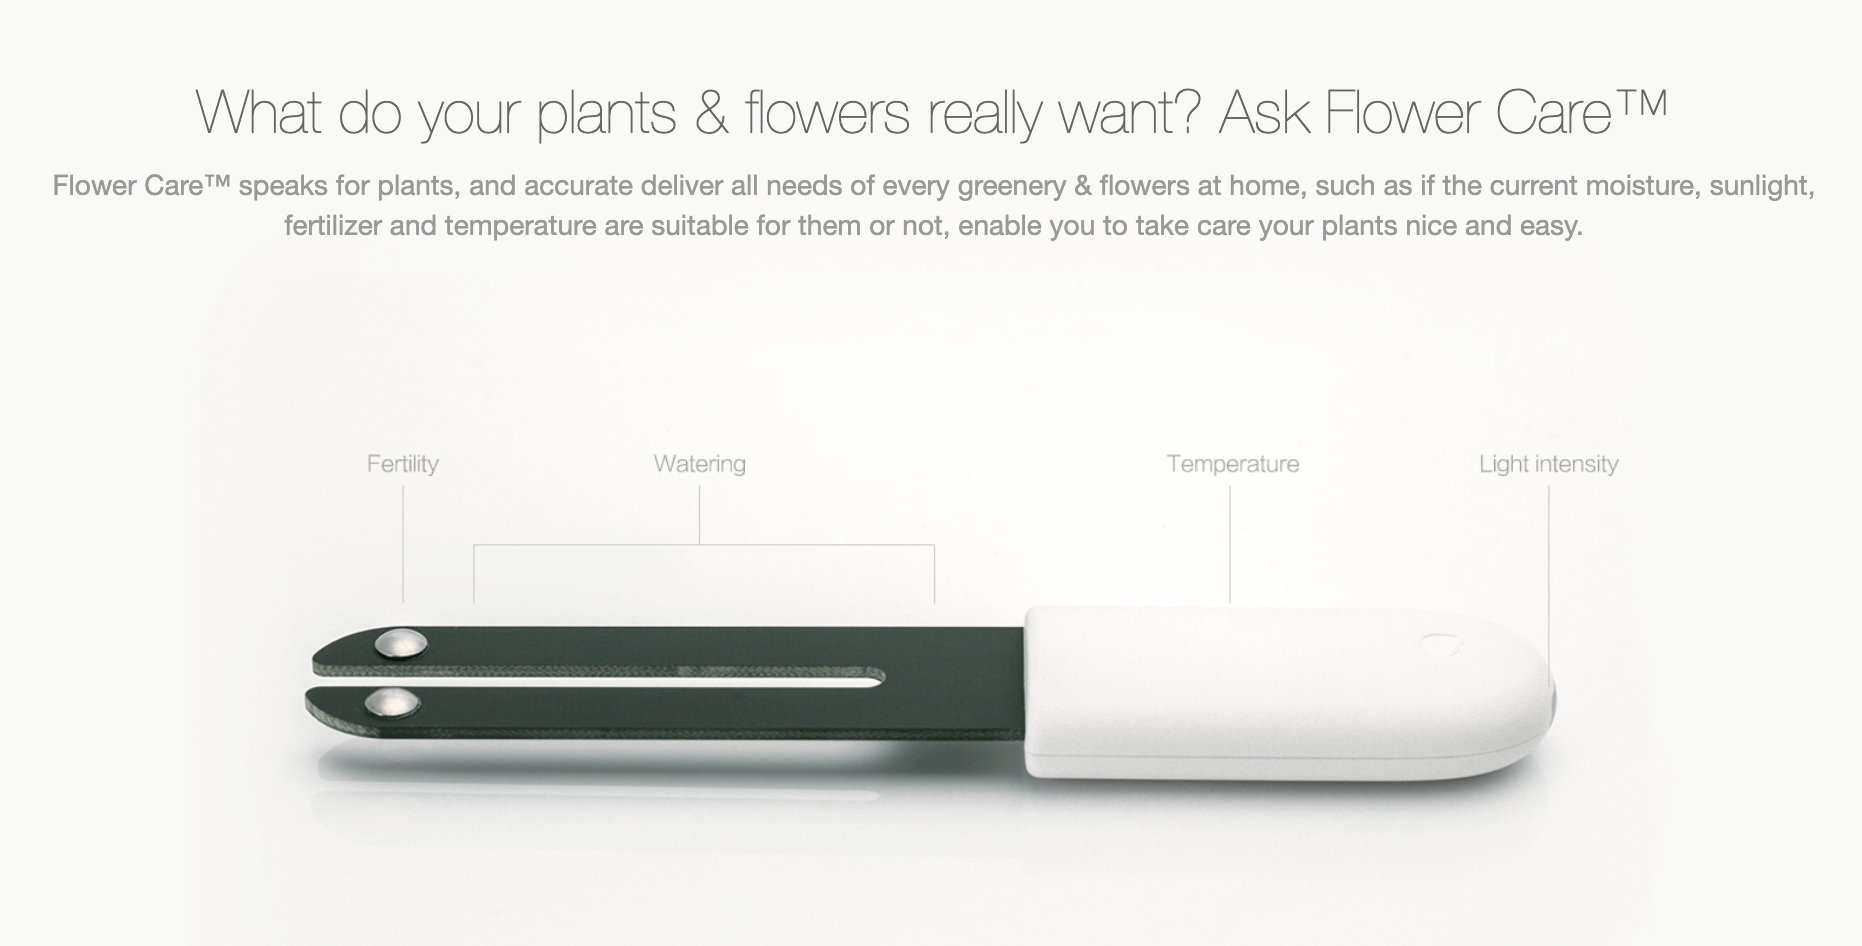 What do your plants & flowers really want? Ask Flower Care™
Flower Care™ speaks for plants, and accurate deliver all needs of every greenery & flowers at home, such as if the current moisture, sunlight,
fertilizer and temperature are suitable for them or not, enable you to take care your plants nice and easy.
Fertility
Watering
Temperature
Light intensity